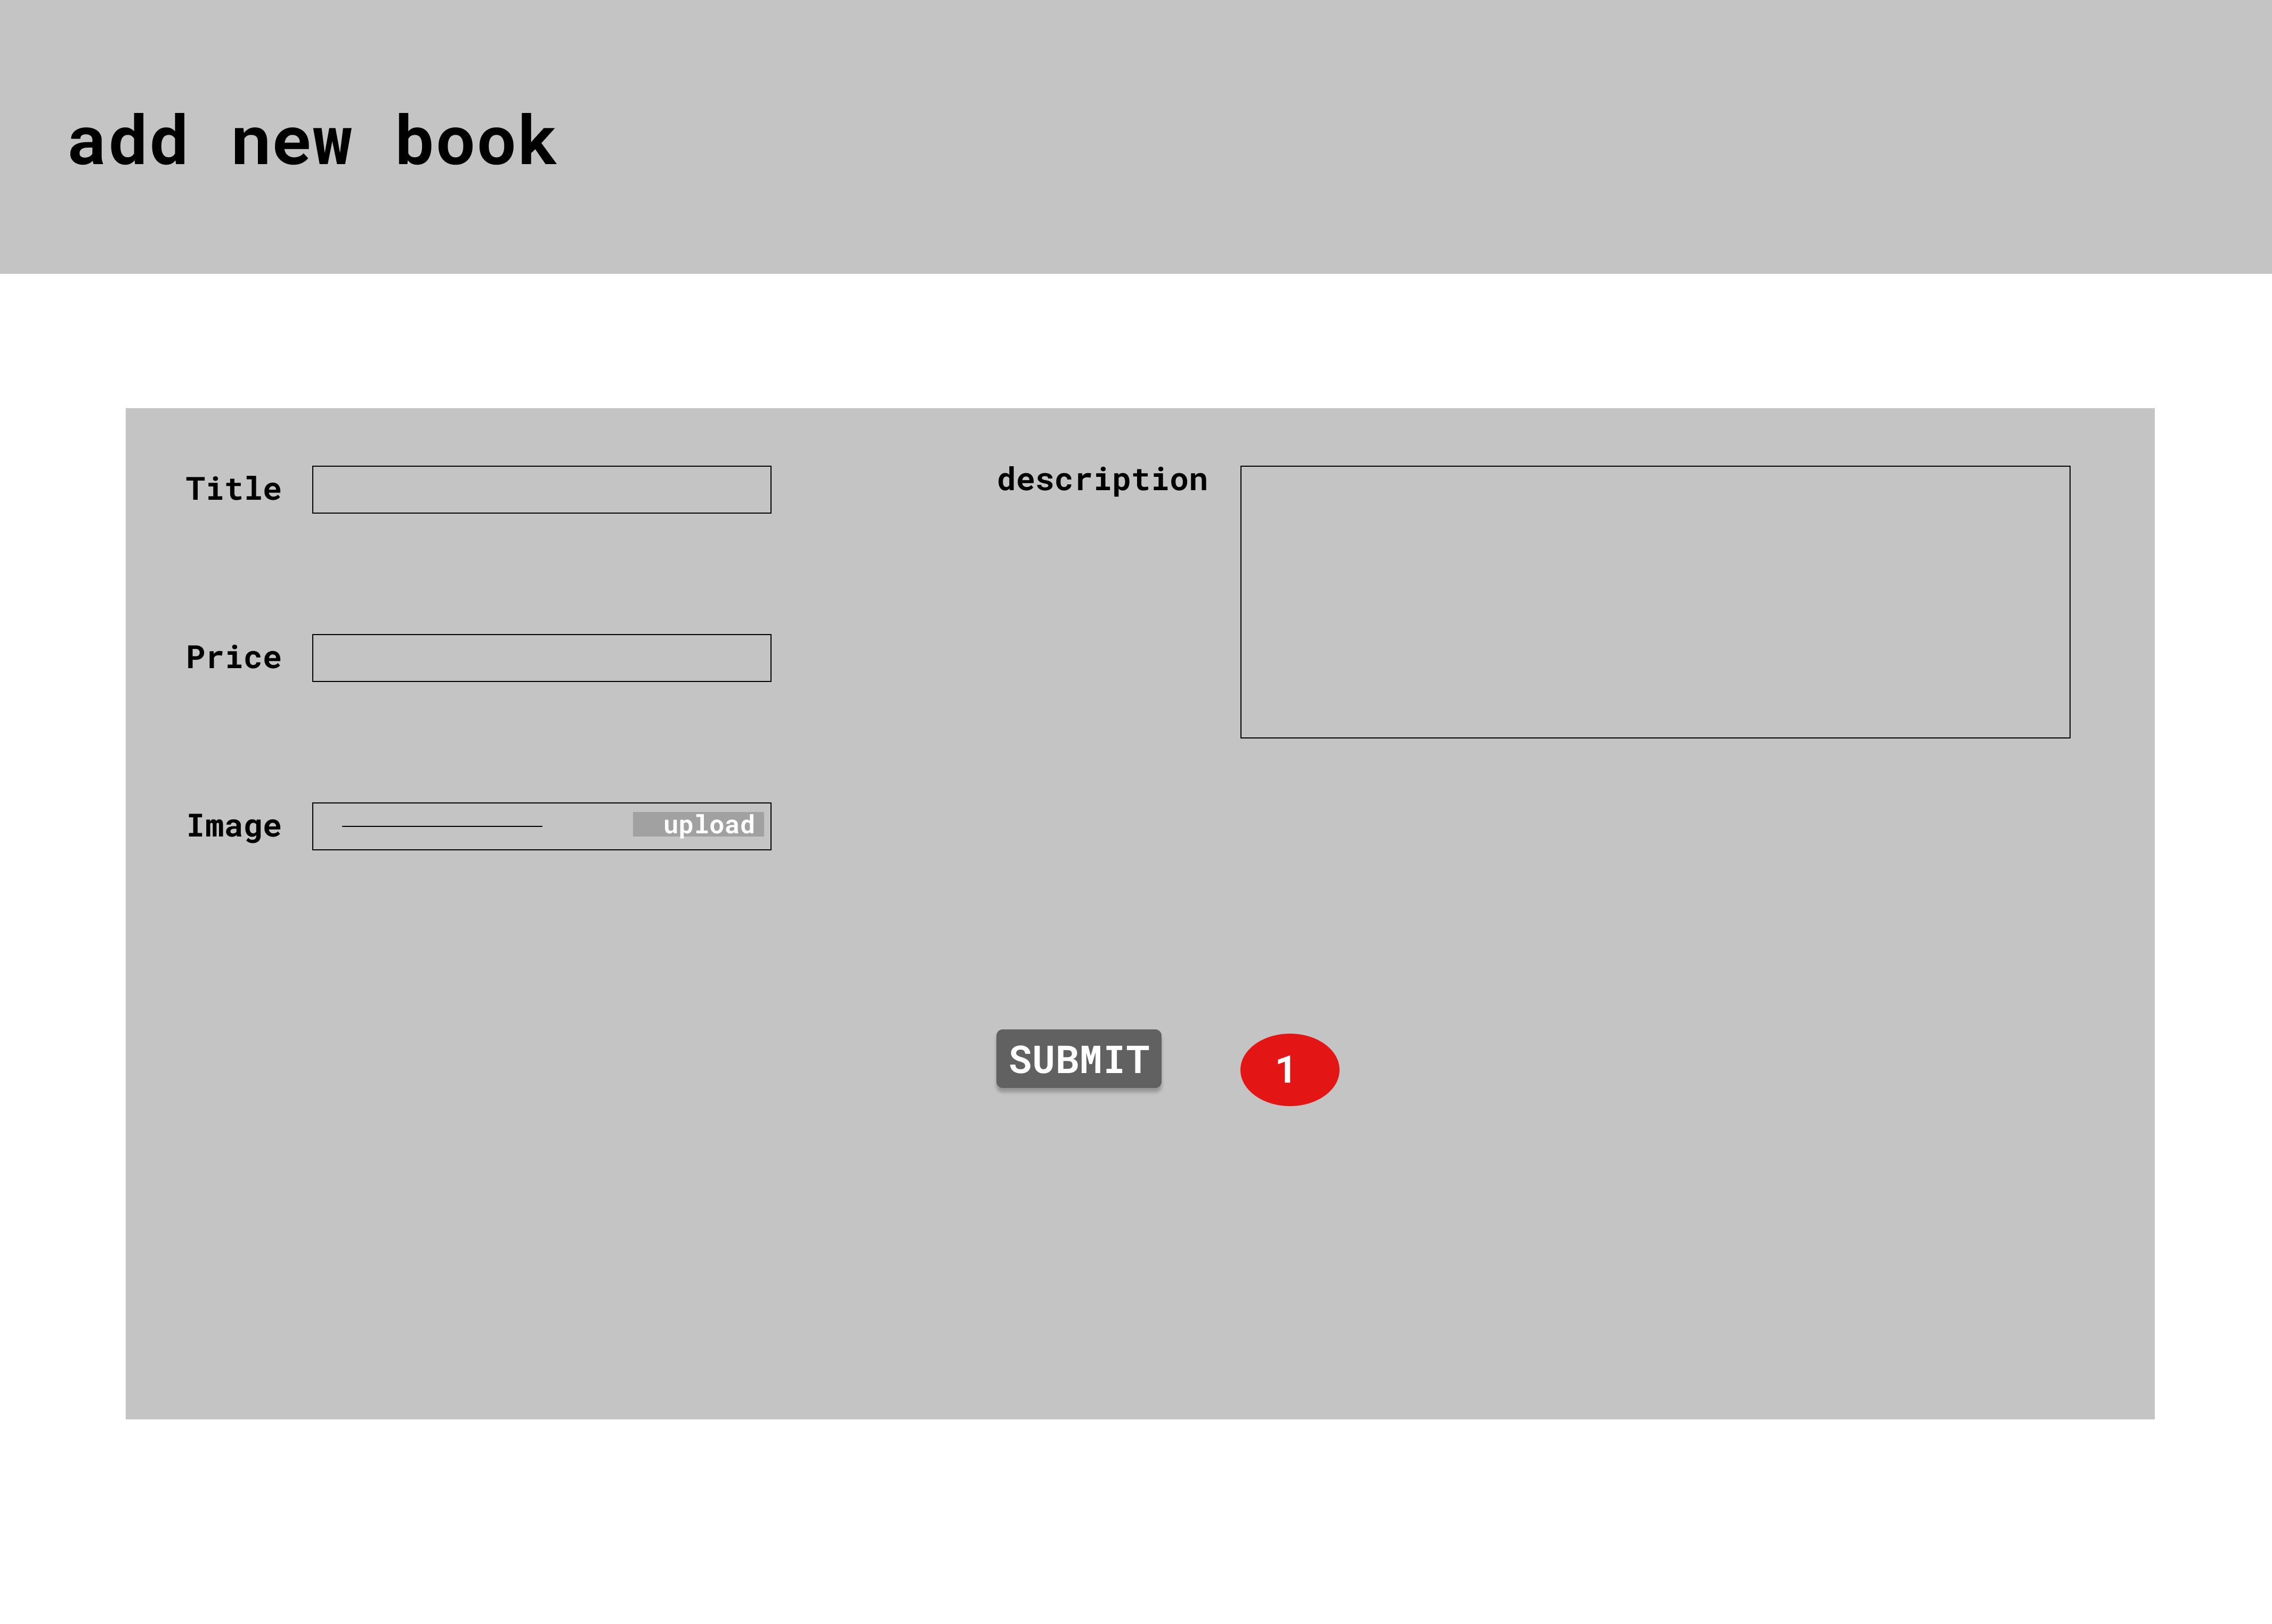 add new book
Title
description
Price
Image
upload
SUBMIT
1